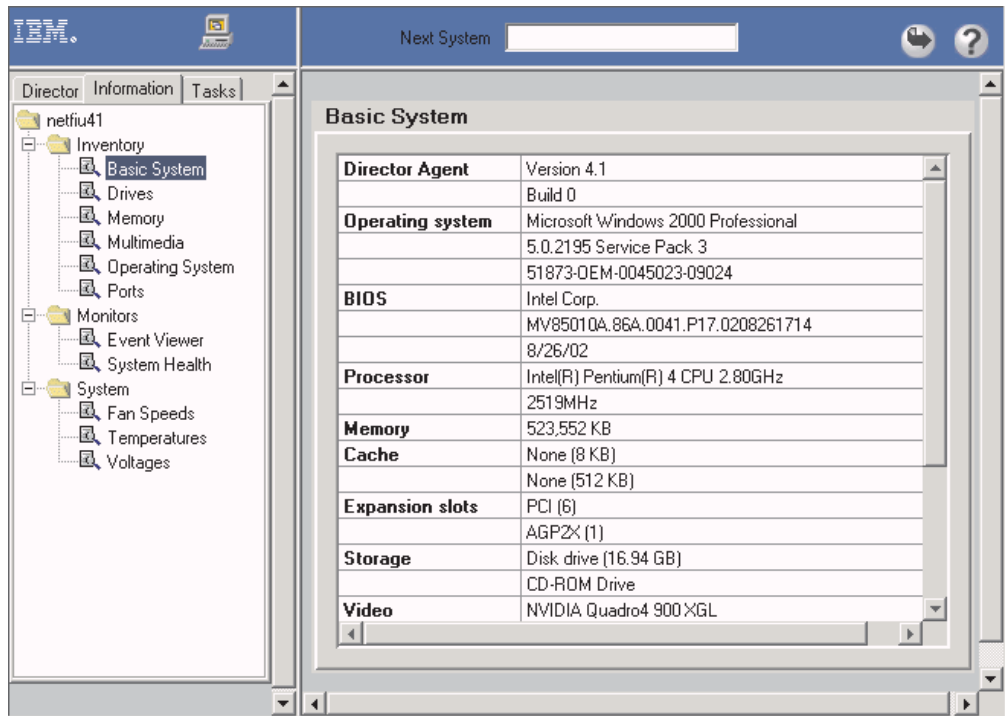 IBM.
Next System
?
Director Information Tasks
netfiu41
Inventory
Basic System
Drives
Memory
Multimedia
Operating System
Ports
Monitors
Event Viewer
System Health
System
Fan Speeds
Temperatures
Voltages
Basic System
Director Agent Version 4.1
Build 0
Operating system Microsoft Windows 2000 Professional
5.0.2195 Service Pack 3
51873-OEM-0045023-09024
BIOS Intel Corp.
MV85010A.86A.0041.P17.0208261714
8/26/02
Processor Intel(R) Pentium(R) 4 CPU 2.80GHz
2519MHz
Memory 523,552 KB
Cache None (8 KB)
None (512 KB)
Expansion slots PCI (6)
AGP2X (1)
Storage Disk drive (16.94 GB)
CD-ROM Drive
Video NVIDIA Quadro4 900 XGL